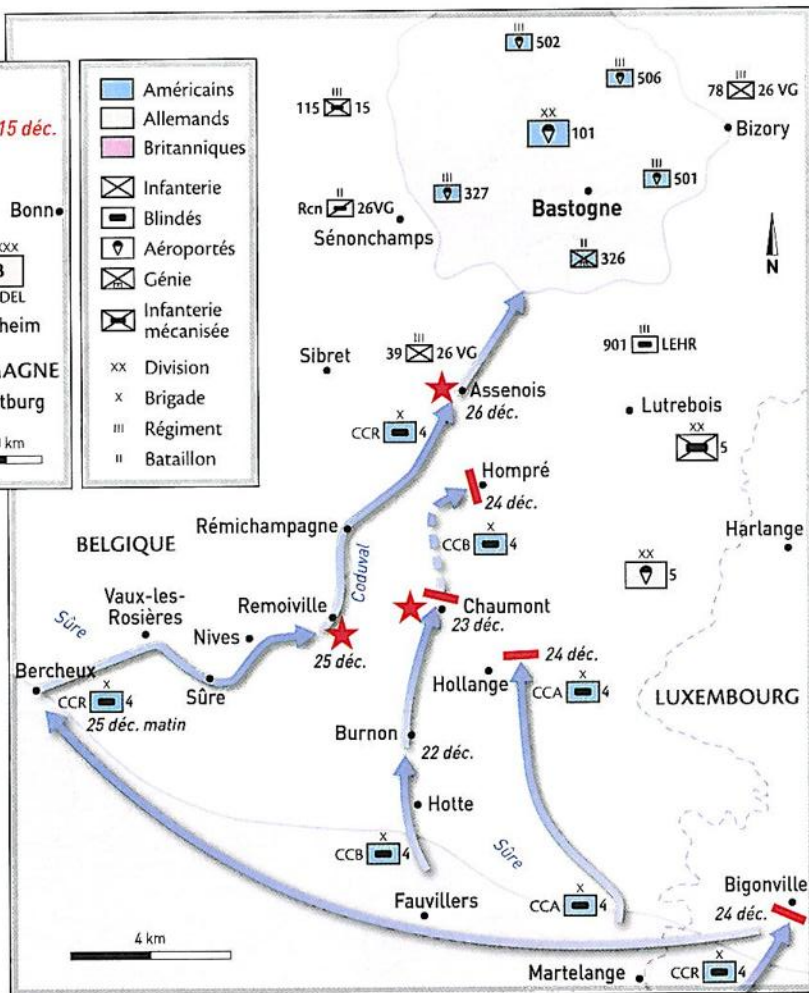 15 déc.
Bonn
XXX
B
DEL
heim
MAGNE
tburg
km
Américains
Allemands
Britanniques
Infanterie
Blindés
Aéroportés
Génie
Infanterie
mécanisée
XX Division
X Brigade
III Régiment
II Bataillon
III
502
III
506
III
115 15
III
78 26 VG
XX
101
Bizory
III
327
III
501
II
Rcn 26VG
Sénonchamps
Bastogne
II
326
N
III
39 26 VG
III
901 LEHR
Sibret
Assenois
26 déc.
Lutrebois
X
CCR 4
XX
5
Hompré
24 déc.
Rémichampagne
X
CCB 4
Harlange
BELGIQUE
Coduval
XX
5
Vaux-les-
Rosières
Remoiville
Chaumont
23 déc.
Sûre
Nives
25 déc.
24 déc.
Bercheux
Sûre
Hollange
X
CCA 4
LUXEMBOURG
X
CCR 4
25 déc. matin
Burnon
22 déc.
Hotte
Sûre
X
CCB 4
Fauvillers
X
CCA 4
Bigonville
24 déc.
4 km
Martelange
X
CCR 4